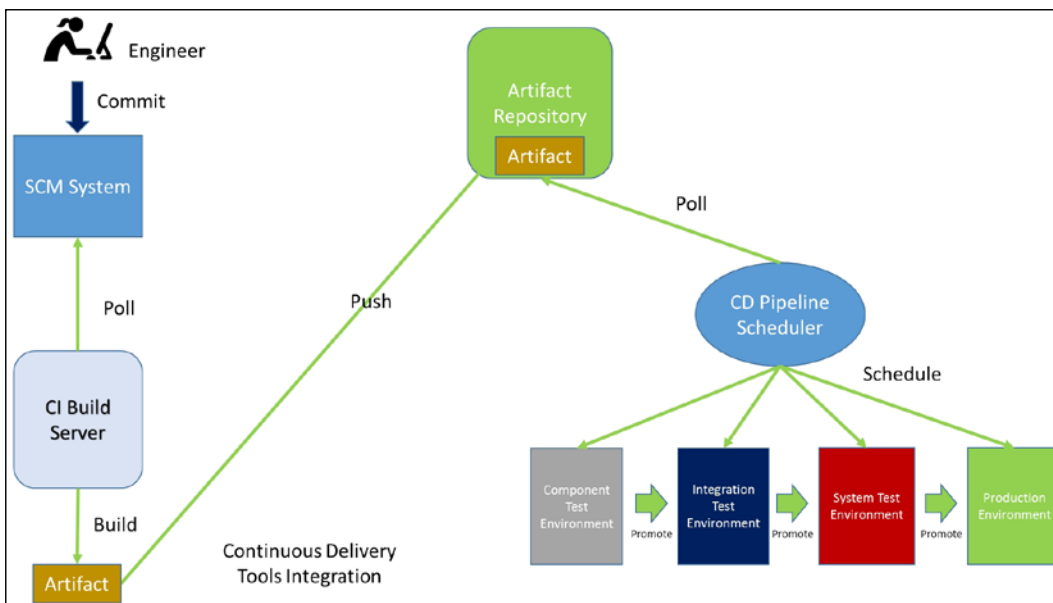 Engineer
Commit
SCM System
Poll
CI Build
Server
Build
Artifact
Push
Continuous Delivery
Tools Integration
Artifact
Repository
Artifact
Poll
CD Pipeline
Scheduler
Schedule
Component
Test
Environment
Promote
Integration
Test
Environment
Promote
System Test
Environment
Promote
Production
Environment